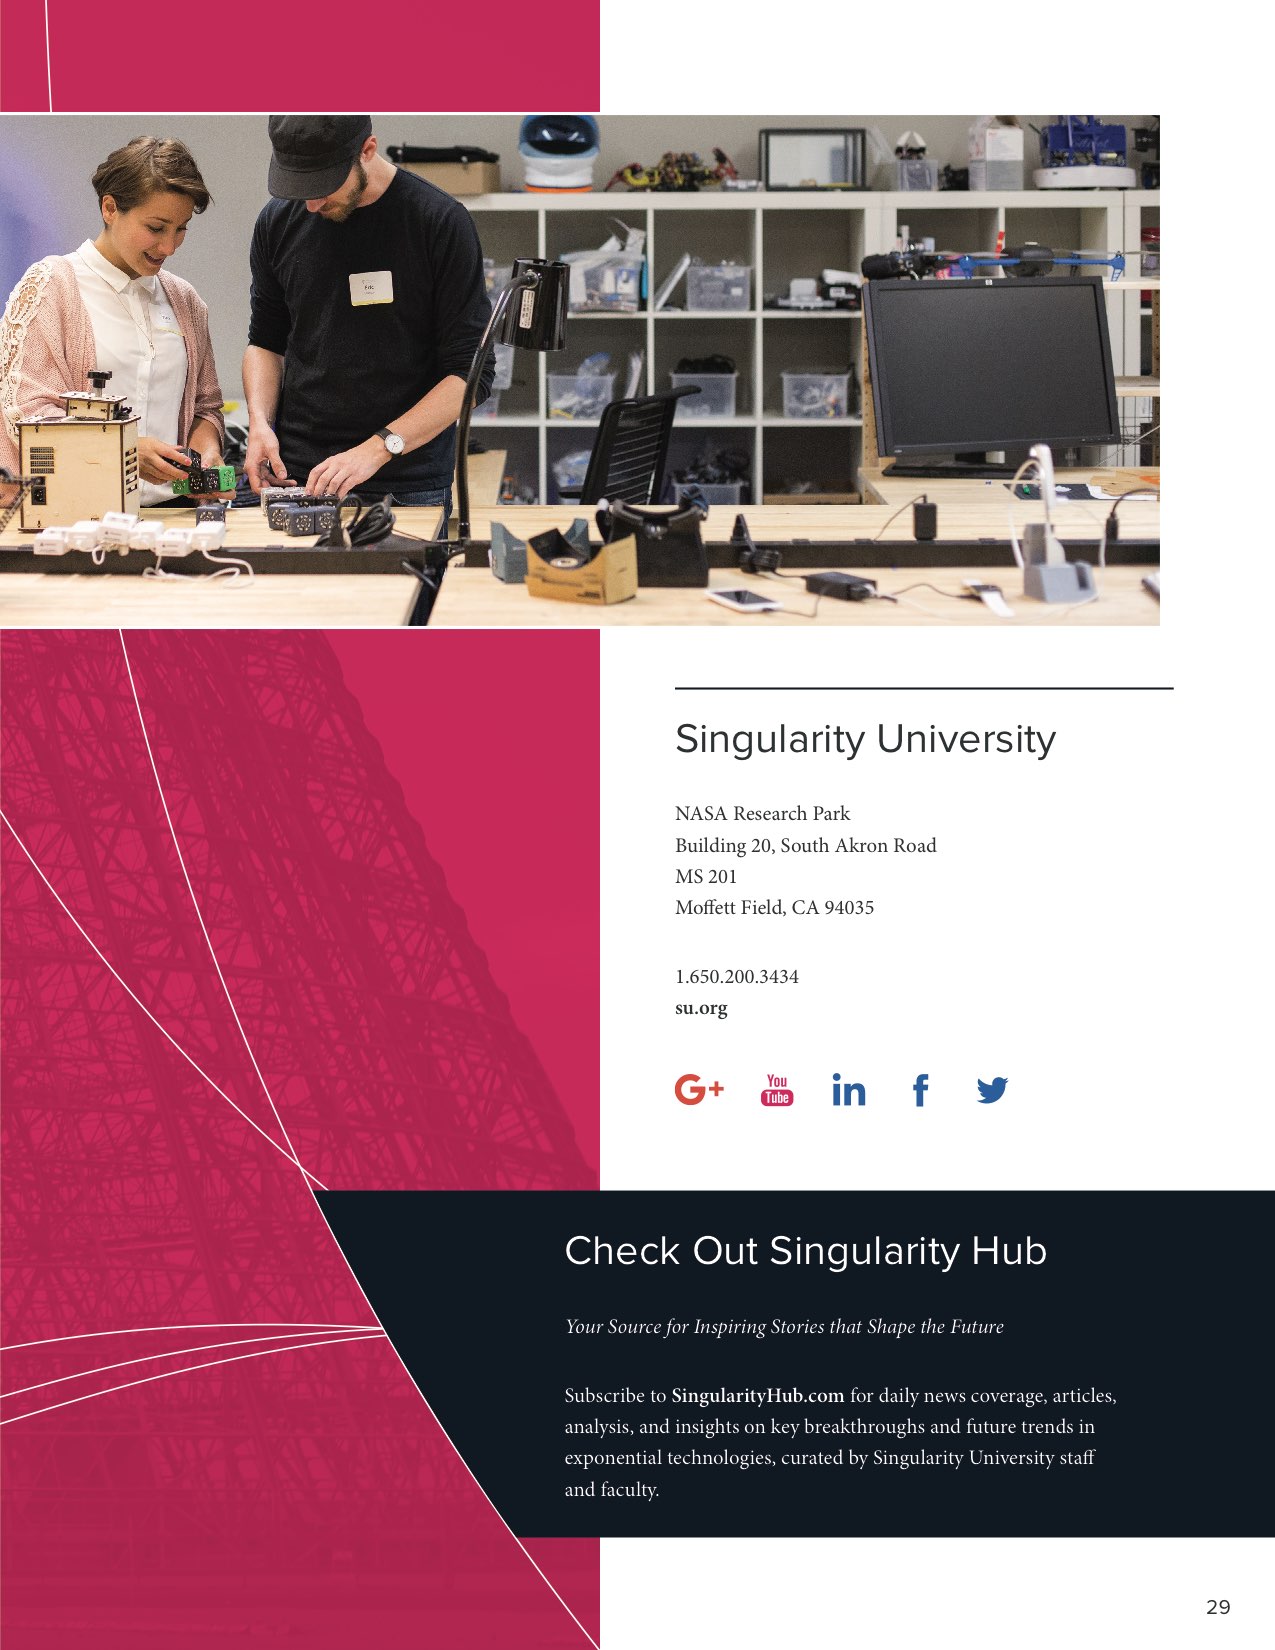 Eric
Singularity University
NASA Research Park
Building 20, South Akron Road
MS 201
Moffett Field, CA 94035
1.650.200.3434
su.org
G+
You
Tube
in
f
Check Out Singularity Hub
Your Source for Inspiring Stories that Shape the Future
Subscribe to SingularityHub.com for daily news coverage, articles,
analysis, and insights on key breakthroughs and future trends in
exponential technologies, curated by Singularity University staff
and faculty.
29